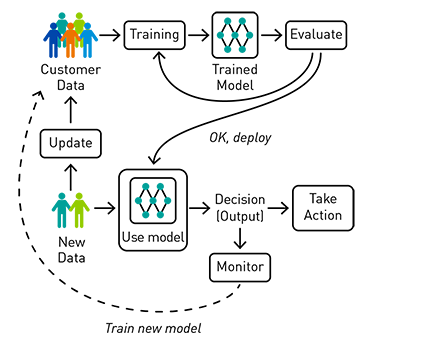 Customer
Data
Training
Trained
Model
Evaluate
OK, deploy
Update
New
Data
Use model
Decision
(Output)
Take
Action
Monitor
Train new model